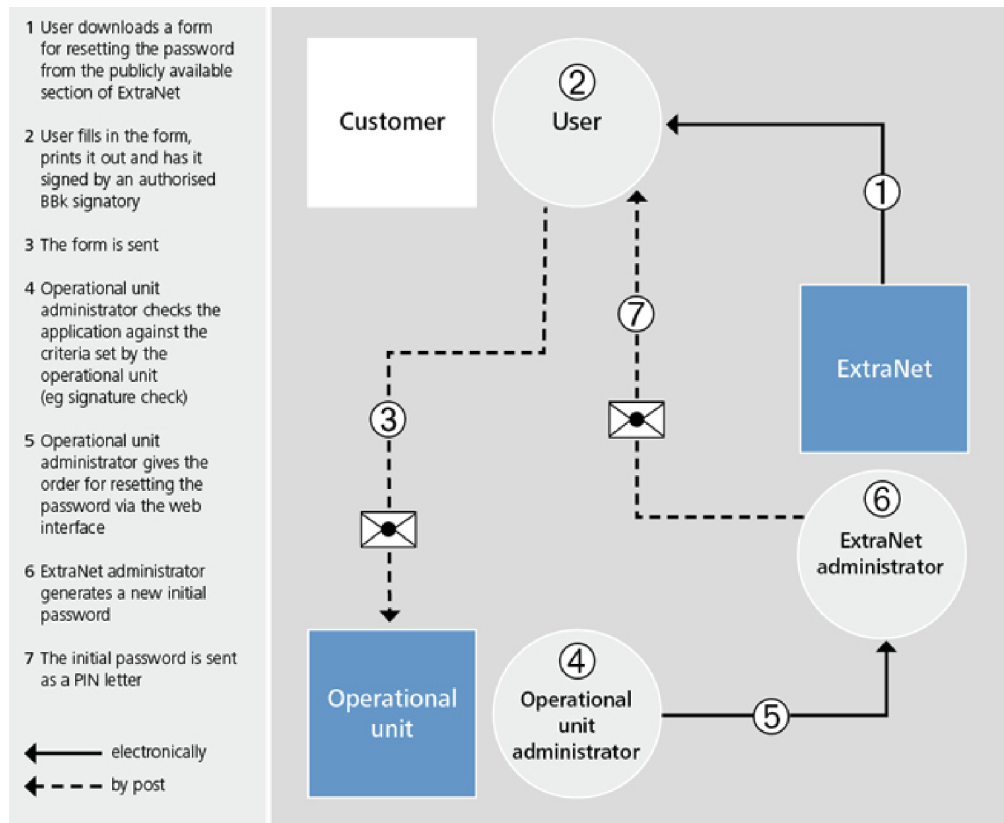 1 User downloads a form
for resetting the password
from the publicly available
section of ExtraNet
2 User fills in the form,
prints it out and has it
signed by an authorised
BBk signatory
3 The form is sent
4 Operational unit
administrator checks the
application against the
criteria set by the
operational unit
(eg signature check)
5 Operational unit
administrator gives the
order for resetting the
password via the web
interface
6 ExtraNet administrator
generates a new initial
password
7 The initial password is sent
as a PIN letter
electronically
by post
Customer
2
User
1
7
ExtraNet
3
6
ExtraNet
administrator
Operational
unit
4
Operational
unit
administrator
5